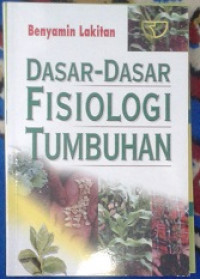 Benyamin Lakitan
DASAR-DASAR
FISIOLOGI
TUMBUHAN